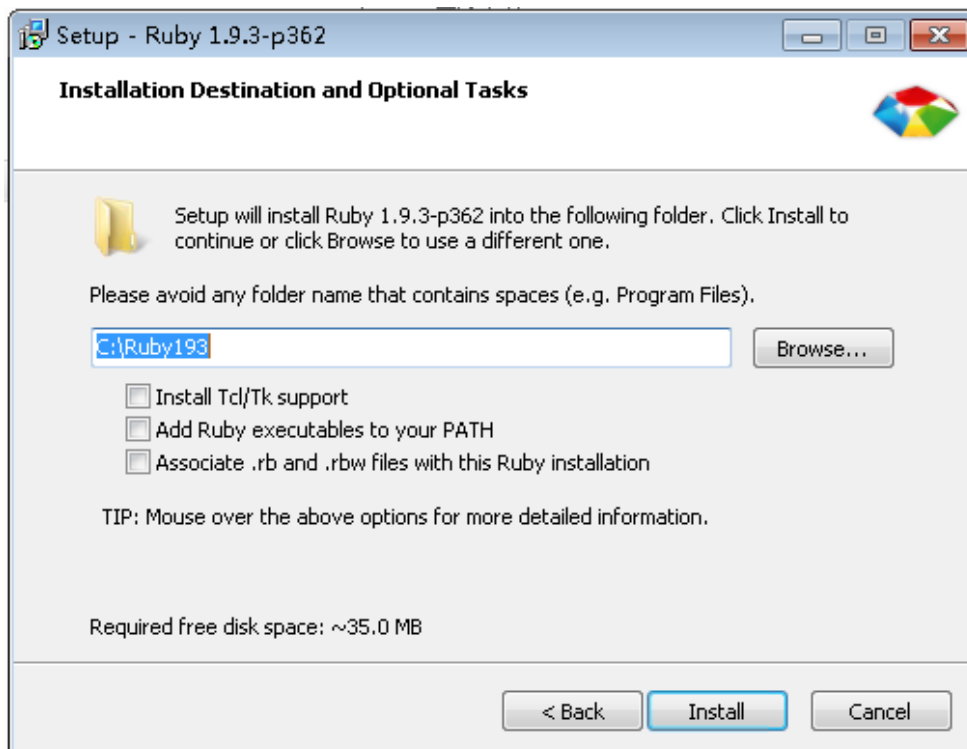 Setup - Ruby 1.9.3-p362
Installation Destination and Optional Tasks
Setup will install Ruby 1.9.3-p362 into the following folder. Click Install to
continue or click Browse to use a different one.
Please avoid any folder name that contains spaces (e.g. Program Files).
C:\Ruby193
Browse...
Install Tcl/Tk support
Add Ruby executables to your PATH
Associate .rb and .rbw files with this Ruby installation
TIP: Mouse over the above options for more detailed information.
Required free disk space: ~35.0 MB
< Back
Install
Cancel